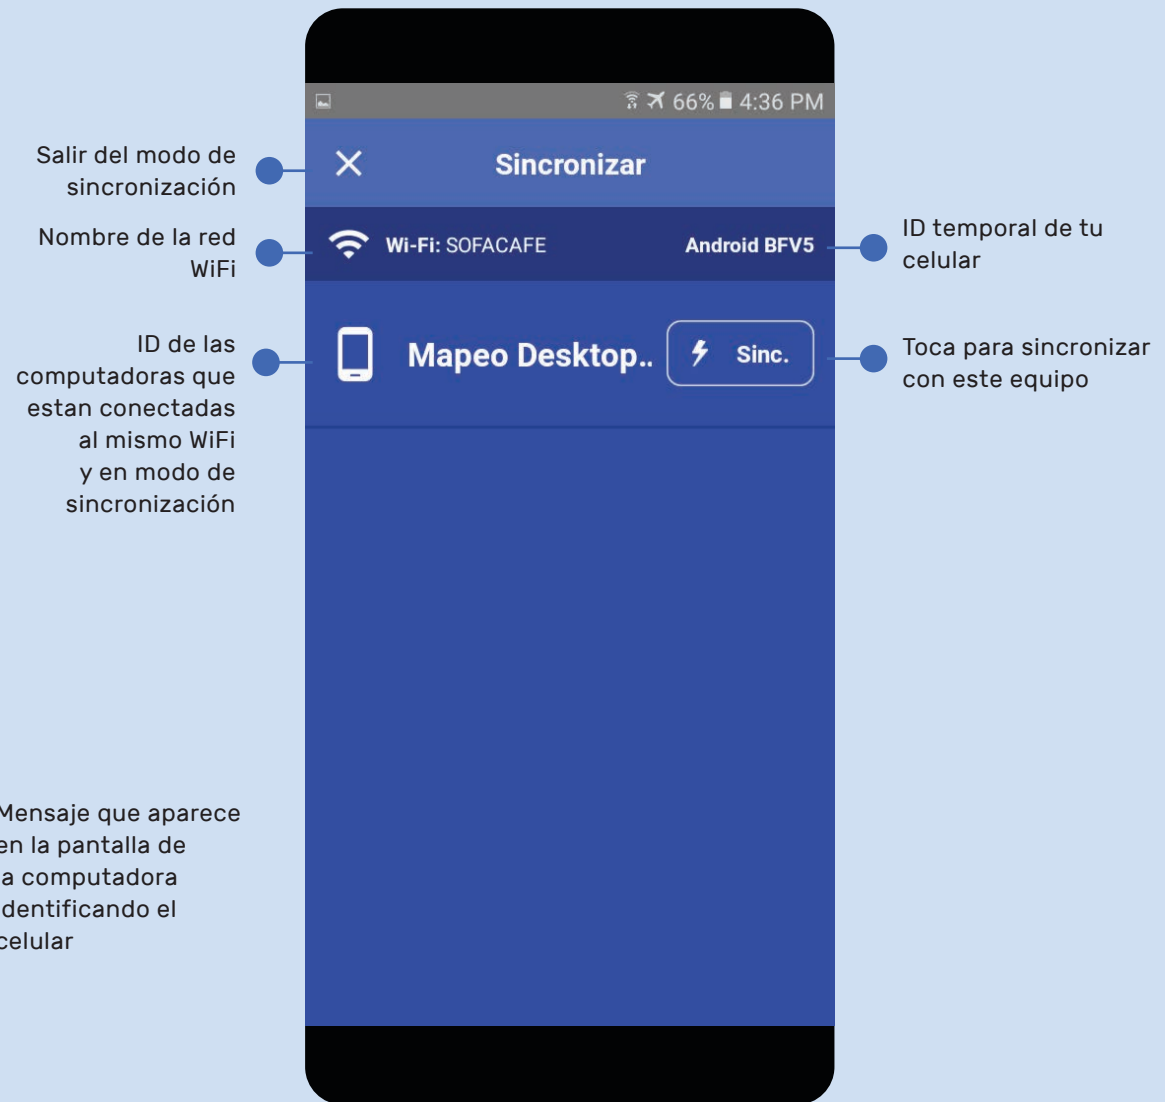 66% 4:36 PM
Salir del modo de
sincronización
Sincronizar
Nombre de la red
WiFi
Wi-Fi: SOFACAFE
Android BFV5
ID temporal de tu
celular
ID de las
computadoras que
estan conectadas
al mismo WiFi
y en modo de
sincronización
Mapeo Desktop..
Sinc.
Toca para sincronizar
con este equipo
Mensaje que aparece
en la pantalla de
a computadora
dentificando el
celular